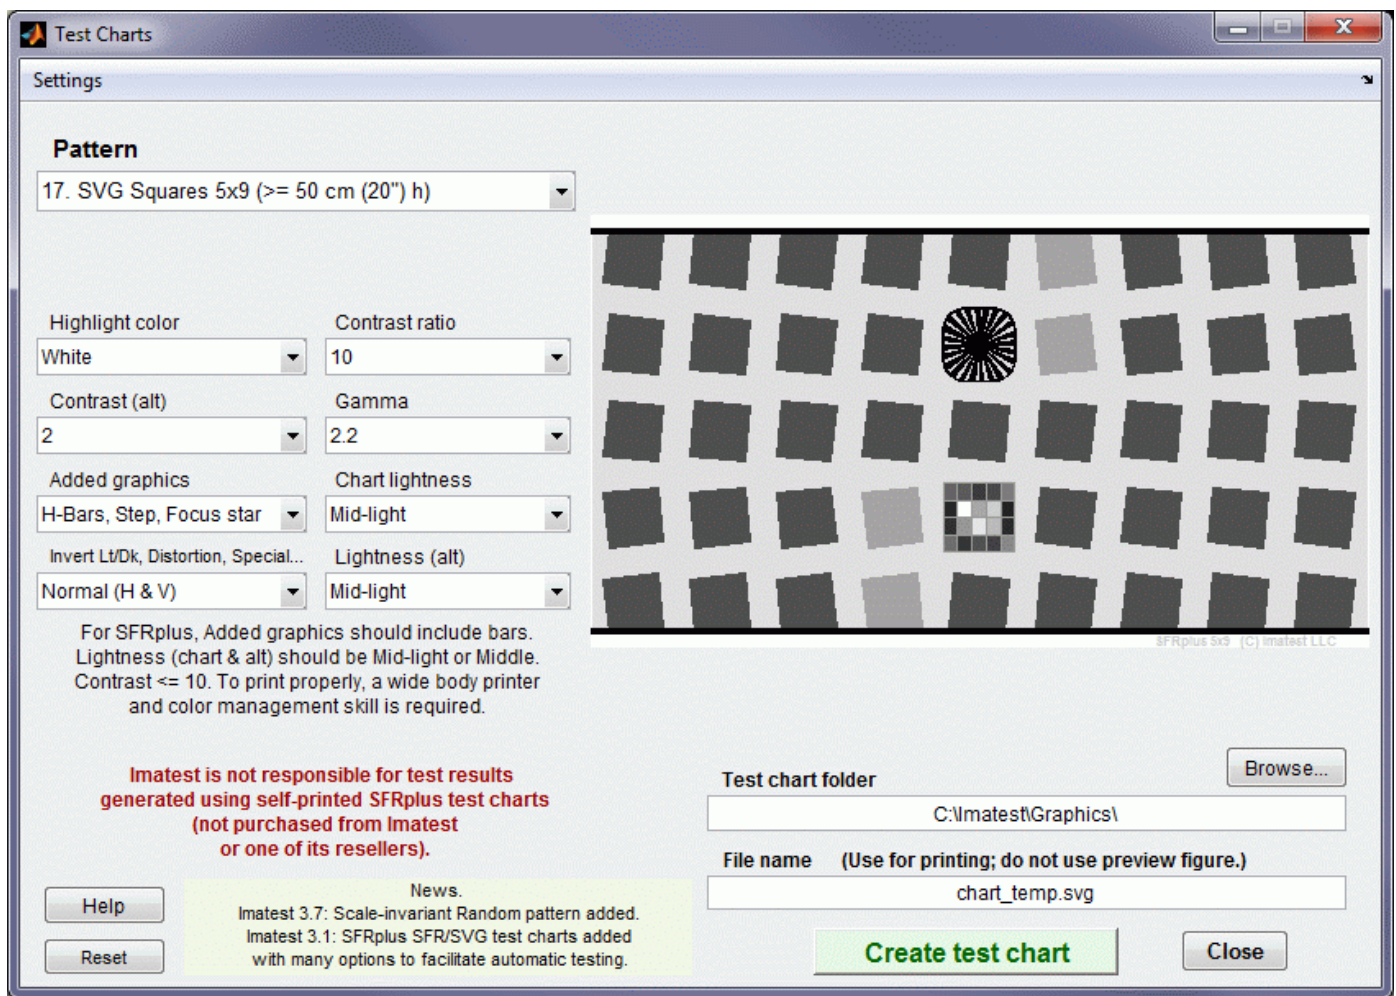 Test Charts
Settings
Pattern
17. SVG Squares 5x9 (>= 50 cm (20") h)
Highlight color
Contrast ratio
White
10
Contrast (alt)
Gamma
2
2.2
Added graphics
Chart lightness
H-Bars, Step, Focus star
Mid-light
Invert Lt/Dk, Distortion, Special...
Lightness (alt)
Normal (H & V)
Mid-light
For SFRplus, Added graphics should include bars.
Lightness (chart & alt) should be Mid-light or Middle.
Contrast <= 10. To print properly, a wide body printer
and color management skill is required.
SFRplus 5x9 (C) Imatest LLC
Imatest is not responsible for test results
generated using self-printed SFRplus test charts
(not purchased from Imatest
or one of its resellers).
Browse...
Test chart folder
C:\Imatest\Graphics\
File name (Use for printing; do not use preview figure.)
chart_temp.svg
Help
Reset
News.
Imatest 3.7: Scale-invariant Random pattern added.
Imatest 3.1: SFRplus SFR/SVG test charts added
with many options to facilitate automatic testing.
Create test chart
Close